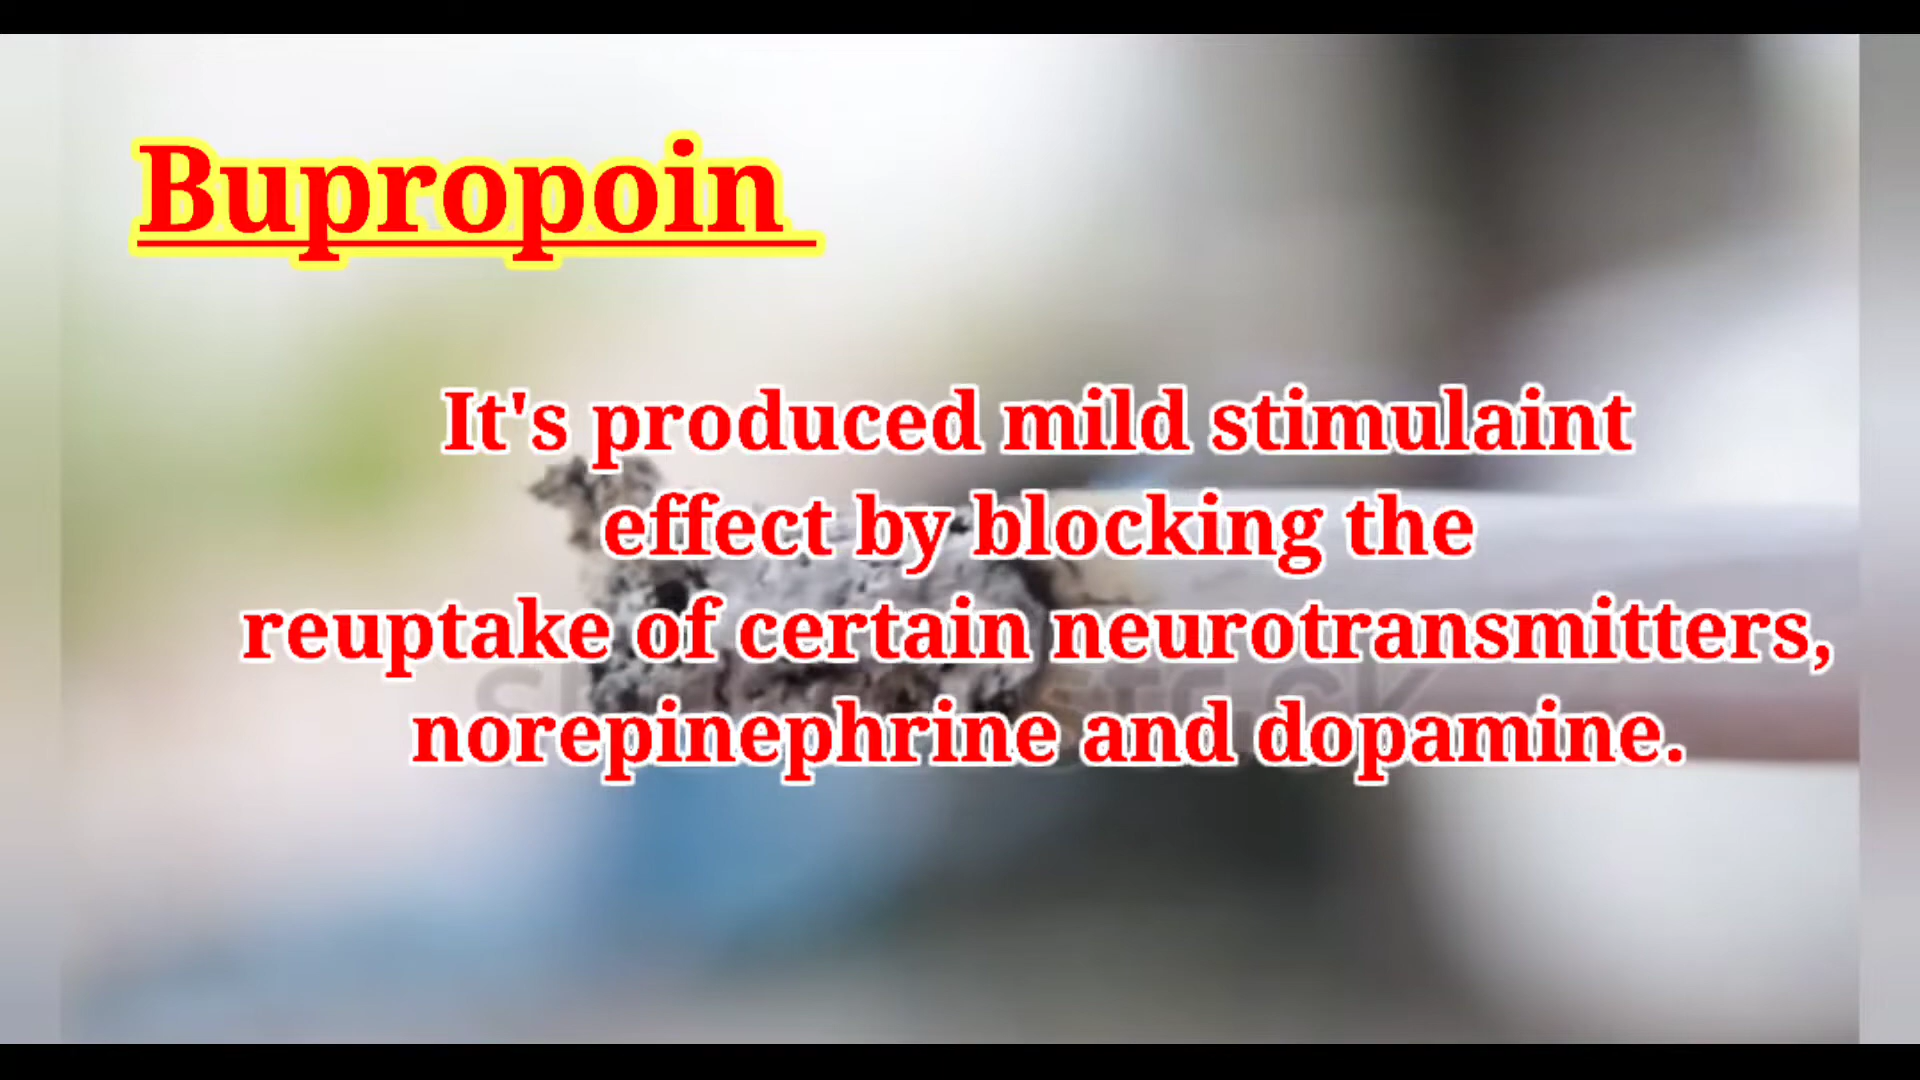 Bupropoin
It's produced mild stimulaint
effect by blocking the
reuptake of certain neurotransmitters,
norepinephrine and dopamine.